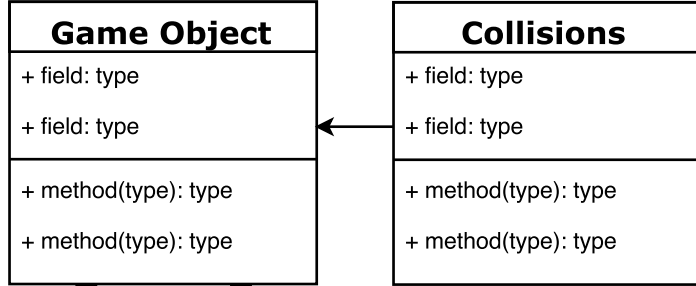 Game Object
+ field: type
+ field: type
+ method(type): type
+ method(type): type
Collisions
+ field: type
+ field: type
+ method(type): type
+ method(type): type